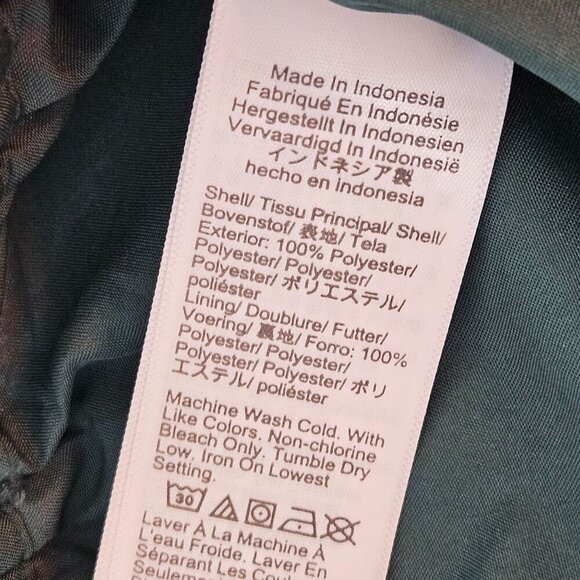 Made In Indonesia
Fabriqué En Indonésie
Hergestellt In Indonesien
Vervaardigd In Indonesië
インドネシア製
hecho en indonesia
Shell/ Tissu Principal/ Shell/
Bovenstof/ 表地/ Tela
Exterior: 100% Polyester/
Polyester/ Polyester/
Polyester/ ポリエステル/
poliéster
Lining/ Doublure/ Futter/
Voering/ 裏地/ Forro: 100%
Polyester/ Polyester/
Polyester/ Polyester/ ポリ
エステル/ poliéster
Machine Wash Cold. With
Like Colors. Non-chlorine
Bleach Only. Tumble Dry
Low. Iron On Lowest
Setting.
30
Laver À La Machine À
L'eau Froide. Laver En
Séparant Les Couleurs
Seulement